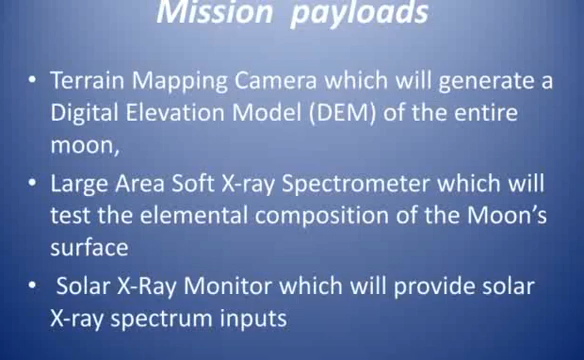 Mission payloads
• Terrain Mapping Camera which will generate a
Digital Elevation Model (DEM) of the entire
moon,
• Large Area Soft X-ray Spectrometer which will
test the elemental composition of the Moon's
surface
• Solar X-Ray Monitor which will provide solar
X-ray spectrum inputs